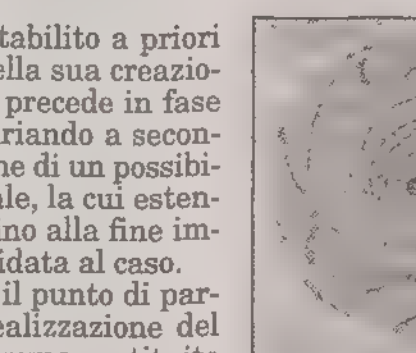 tabilito a priori
ella sua creazio-
precede in fase
riando a secon-
ne di un possibi-
ale, la cui esten-
ino alla fine im-
idata al caso.
il punto di par-
ealizzazione del